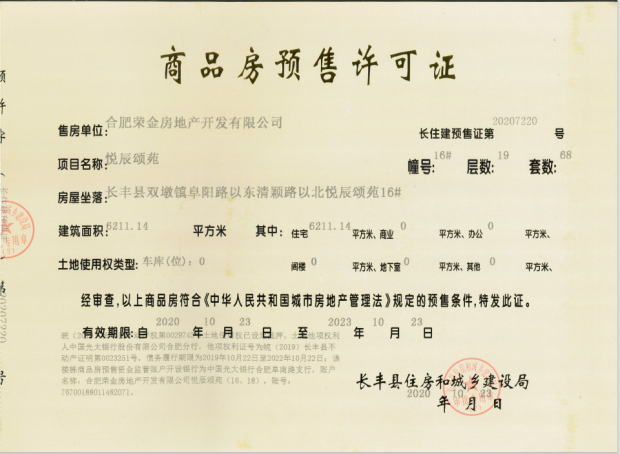 商品房预售许可证
售房单位:合肥荣金房地产开发有限公司 长住建预售证第 20207220 号
项目名称:悦辰颂苑 幢号:16# 层数:19 套数:68
房屋坐落:长丰县双墩镇阜阳路以东清颖路以北悦辰颂苑16#
建筑面积:6211.14 平方米 其中:住宅 6211.14 平方米、商业 0 平方米、办公 0 平方米、
土地使用权类型:车库(位):0 阁楼 0 平方米、地下室 0 平方米、其他 0 平方米、
经审查,以上商品房符合《中华人民共和国城市房地产管理法》规定的预售条件,特发此证。
有效期限:自 2020 年 10 月 23 日至 2023 年 10 月 23 日
人中国光大银行股份有限公司合肥分行,他项权利证号为皖(2019)长丰县不
动产证明第0023251号。债务履行期限为2019年10月22日至2022年10月22日;该
楼栋商品房预售资金监管账户开设银行为中国光大银行合肥阜南路支行,账户
名称:合肥荣金房地产开发有限公司悦辰颂苑(16、18),账号:
76700188011482071.
长丰县住房和城乡建设局
2020 年 10 月 23 日